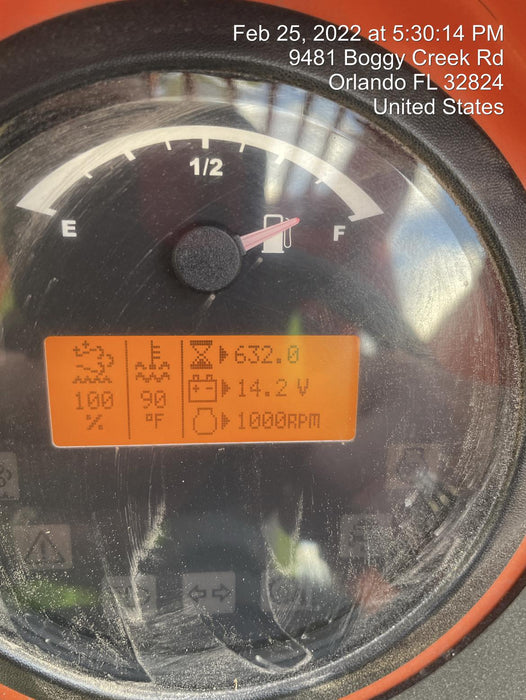 Feb 25, 2022 at 5:30:14 PM
9481 Boggy Creek Rd
Orlando FL 32824
United States
1/2
E
F
632.0
100 90 14.2 V
% °F 1000RPM